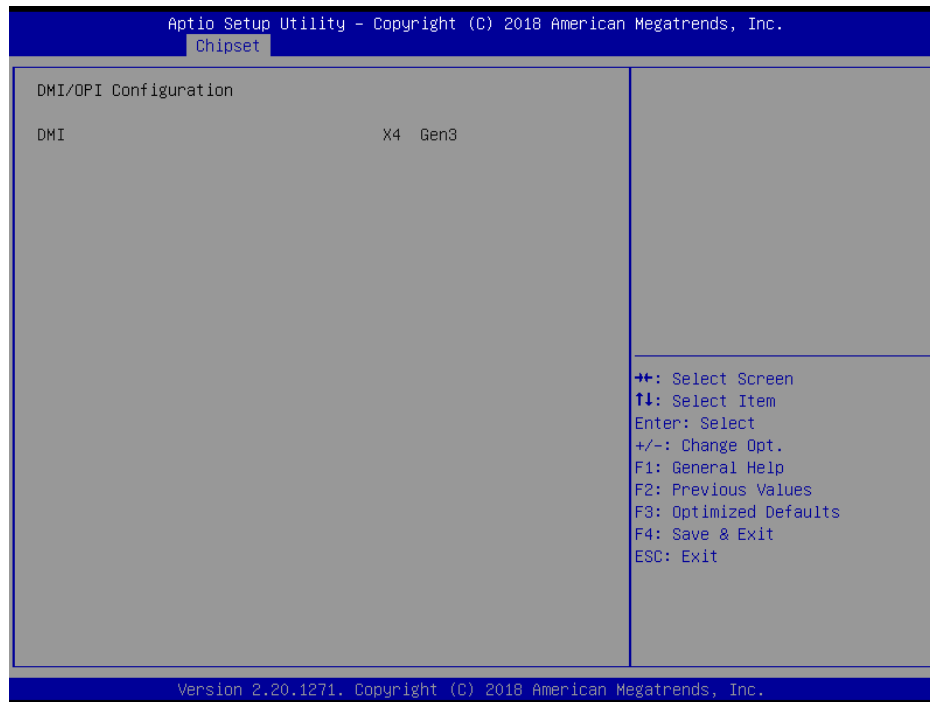 Aptio Setup Utility – Copyright (C) 2018 American Megatrends, Inc.
Chipset
DMI/OPI Configuration
DMI X4 Gen3
→←: Select Screen
↑↓: Select Item
Enter: Select
+/-: Change Opt.
F1: General Help
F2: Previous Values
F3: Optimized Defaults
F4: Save & Exit
ESC: Exit
Version 2.20.1271. Copyright (C) 2018 American Megatrends, Inc.